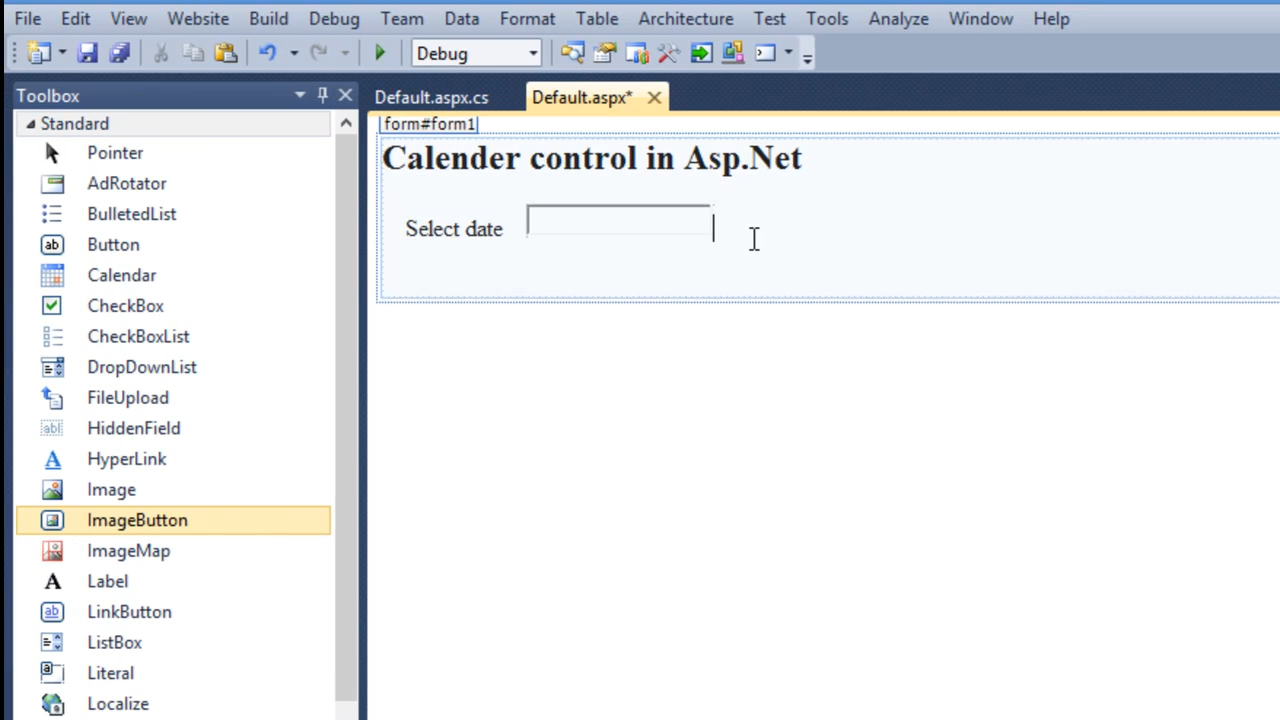 File Edit View Website Build Debug Team Data Format Table Architecture Test Tools Analyze Window Help
Debug
Toolbox
Default.aspx.cs Default.aspx*
Standard
form#form1
Pointer
Calender control in Asp.Net
AdRotator
BulletedList
Select date
Button
Calendar
CheckBox
CheckBoxList
DropDownList
FileUpload
HiddenField
HyperLink
Image
ImageButton
ImageMap
Label
LinkButton
ListBox
Literal
Localize